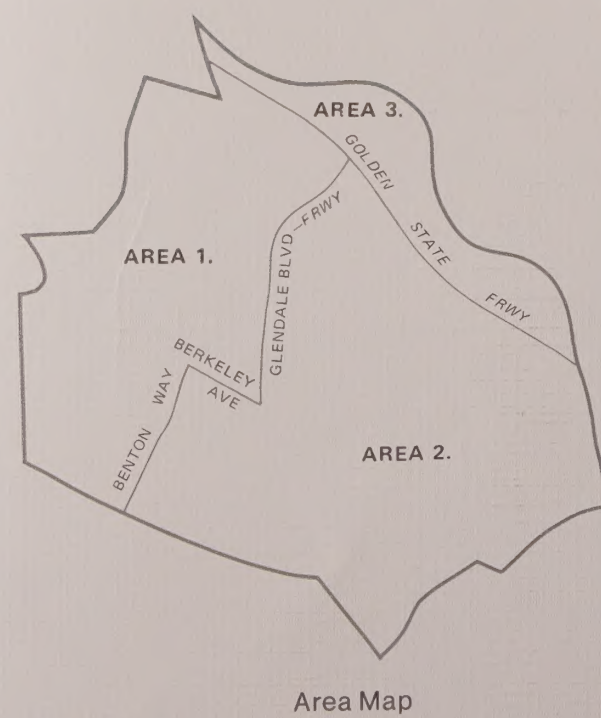 AREA 3.
GOLDEN STATE FRWY
AREA 1.
GLENDALE BLVD—FRWY
BERKELEY AVE
BENTON WAY
AREA 2.
Area Map